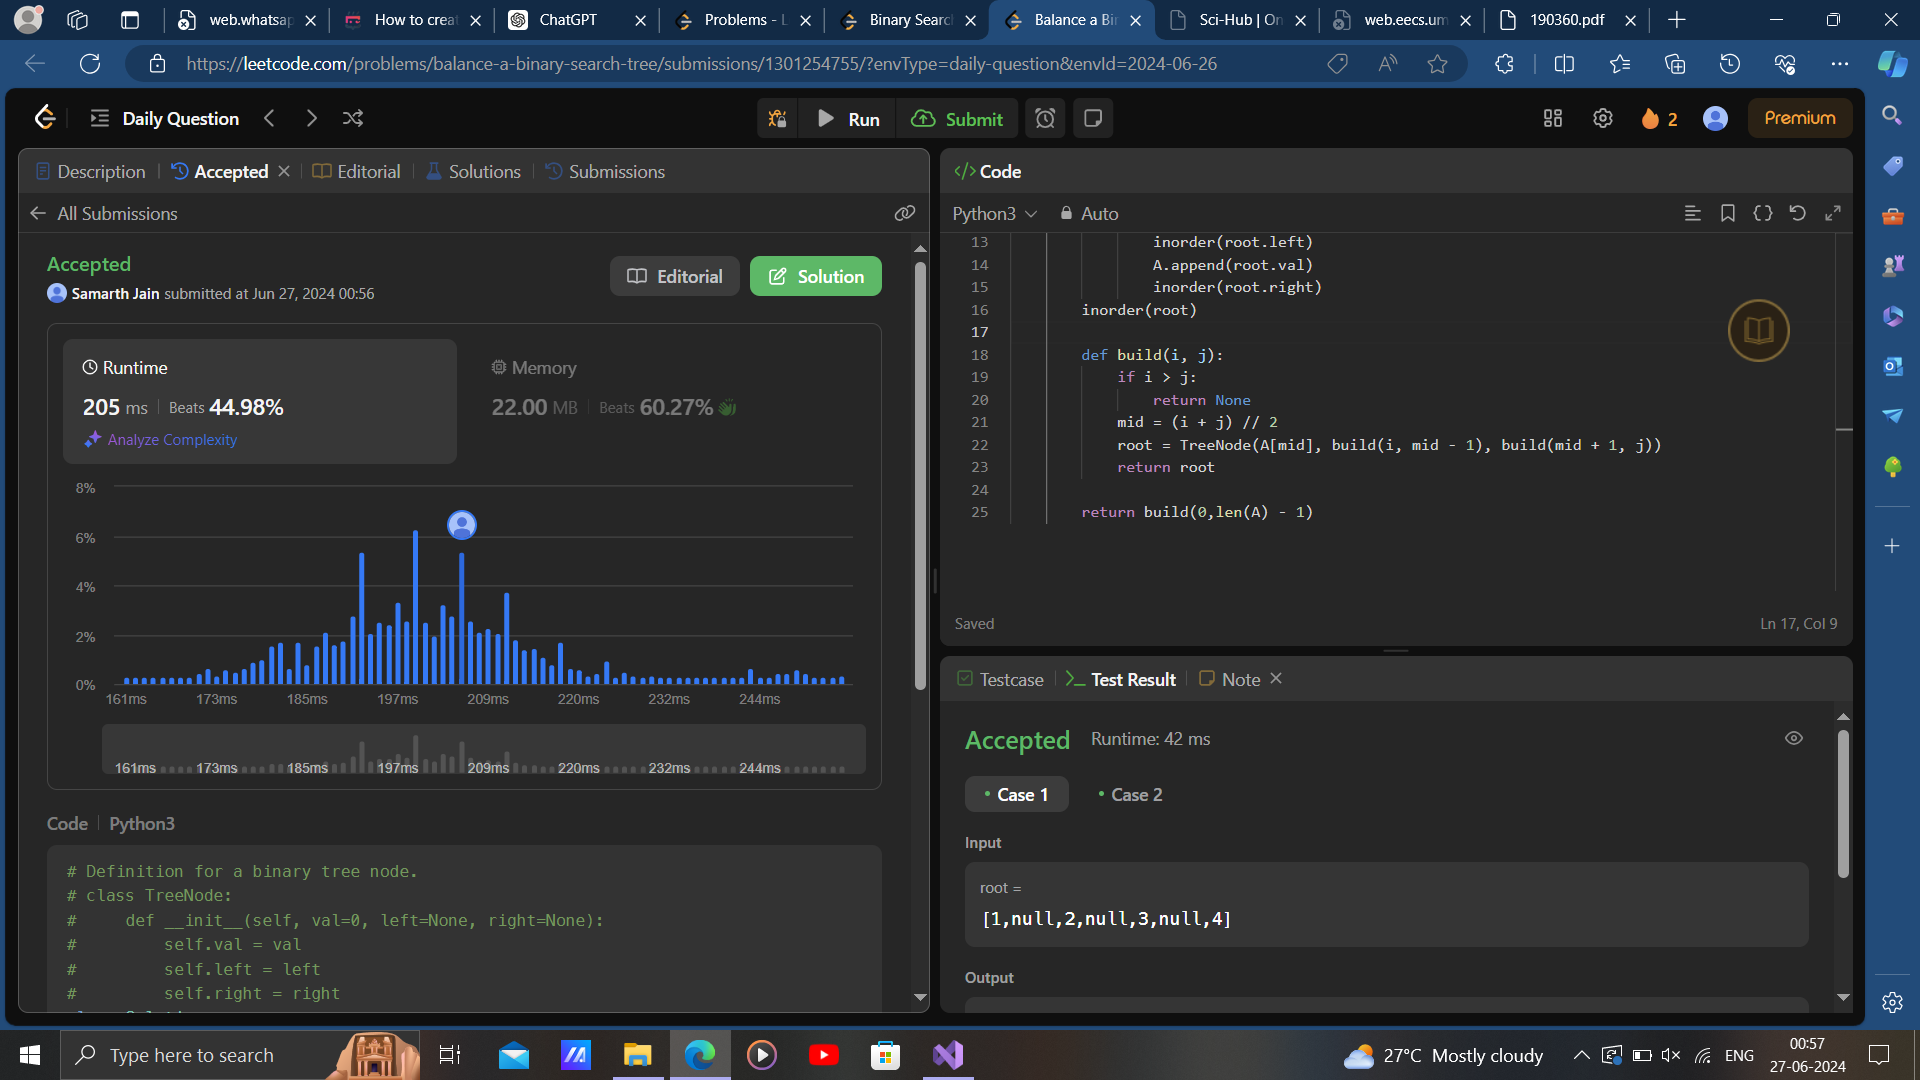 web.whatsap
How to creat
ChatGPT
Problems - L
Binary Searc
Balance a Bin
Sci-Hub | On
web.eecs.um
190360.pdf
https://leetcode.com/problems/balance-a-binary-search-tree/submissions/1301254755/?envType=daily-question&envId=2024-06-26
Daily Question
Run
Submit
2
Premium
Description
Accepted
Editorial
Solutions
Submissions
All Submissions
Accepted
Samarth Jain submitted at Jun 27, 2024 00:56
Editorial
Solution
Runtime
205 ms | Beats 44.98%
Analyze Complexity
Memory
22.00 MB | Beats 60.27%
8%
6%
4%
2%
0%
161ms 173ms 185ms 197ms 209ms 220ms 232ms 244ms
161ms 173ms 185ms 197ms 209ms 220ms 232ms 244ms
Code | Python3
# Definition for a binary tree node.
# class TreeNode:
#     def __init__(self, val=0, left=None, right=None):
#         self.val = val
#         self.left = left
#         self.right = right
</> Code
Python3
Auto
13 inorder(root.left)
14 A.append(root.val)
15 inorder(root.right)
16 inorder(root)
17
18 def build(i, j):
19 if i > j:
20 return None
21 mid = (i + j) // 2
22 root = TreeNode(A[mid], build(i, mid - 1), build(mid + 1, j))
23 return root
24
25 return build(0,len(A) - 1)
Saved
Ln 17, Col 9
Testcase
Test Result
Note
Accepted
Runtime: 42 ms
Case 1
Case 2
Input
root =
[1,null,2,null,3,null,4]
Output
Type here to search
27°C Mostly cloudy
ENG
00:57
27-06-2024